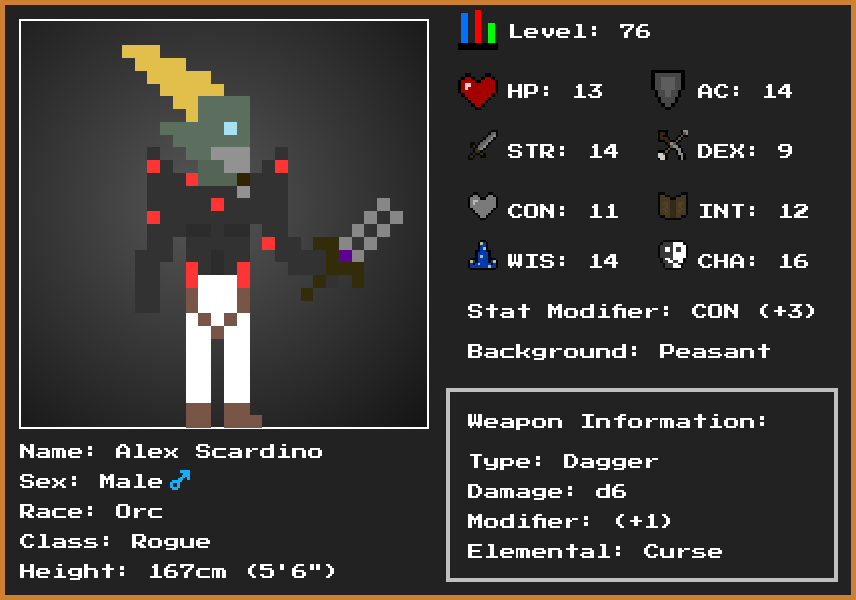 Level: 76
HP: 13
AC: 14
STR: 14
DEX: 9
CON: 11
INT: 12
WIS: 14
CHA: 16
Stat Modifier: CON (+3)
Background: Peasant
Weapon Information:
Type: Dagger
Damage: d6
Modifier: (+1)
Elemental: Curse
Name: Alex Scardino
Sex: Male ♂
Race: Orc
Class: Rogue
Height: 167cm (5'6")